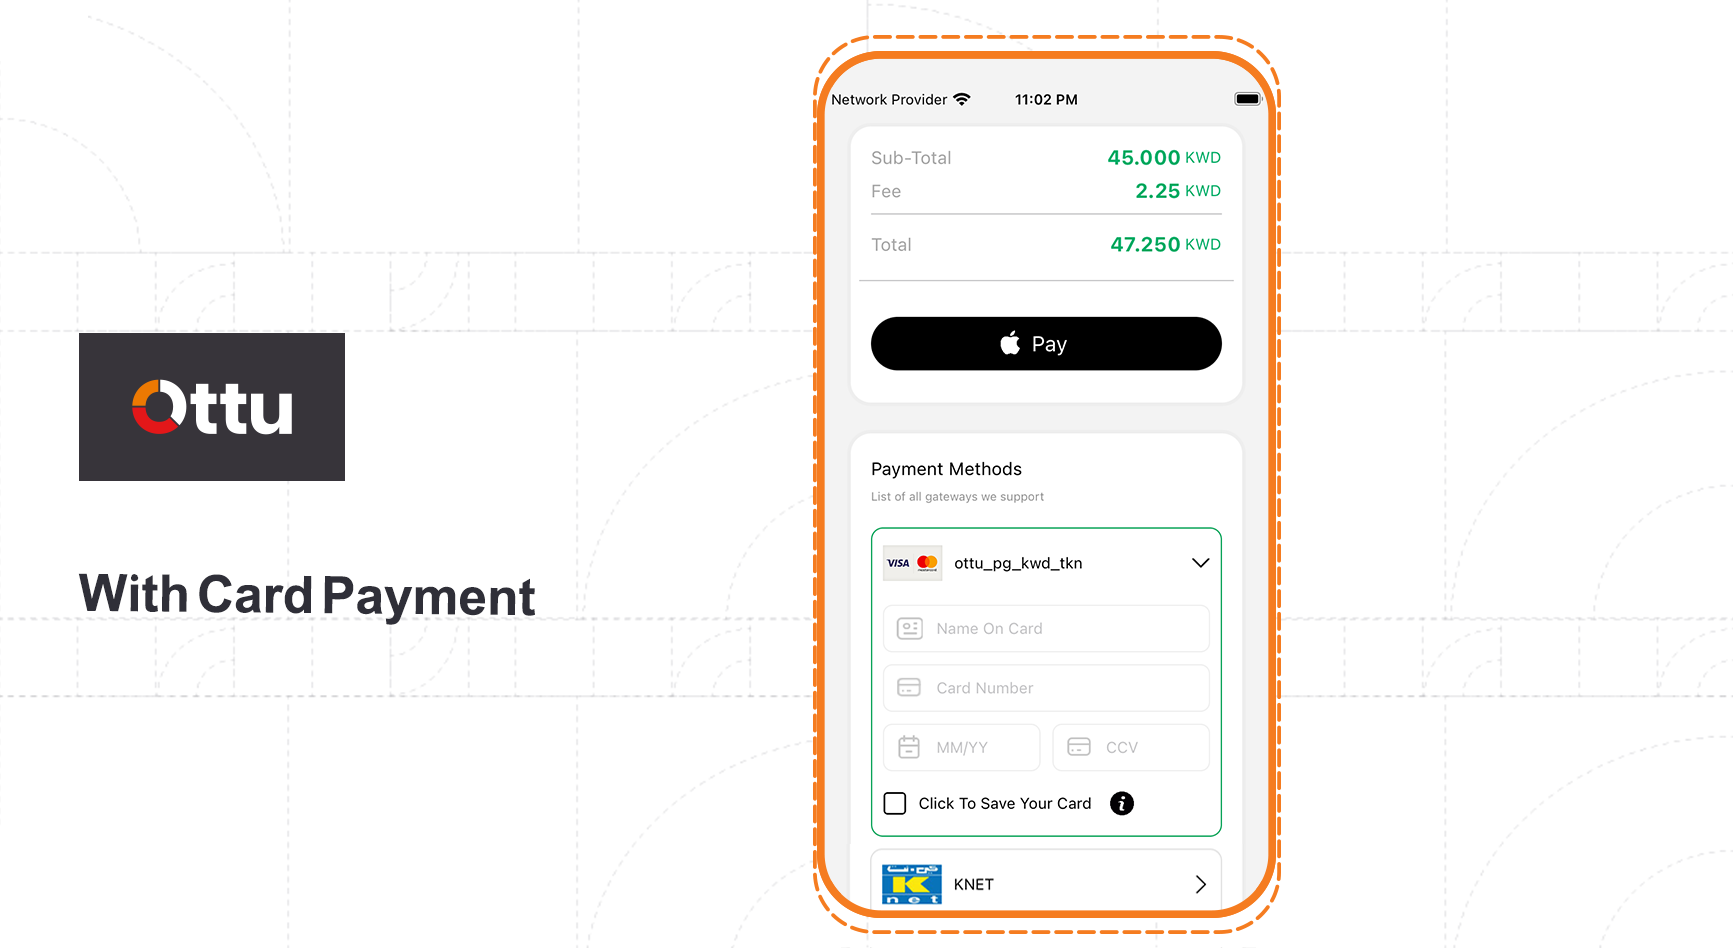 Ottu
With Card Payment
Network Provider 11:02 PM
Sub-Total 45.000 KWD
Fee 2.25 KWD
Total 47.250 KWD
Pay
Payment Methods
List of all gateways we support
VISA ottu_pg_kwd_tkn
Name On Card
Card Number
MM/YY CCV
Click To Save Your Card
كي-نت
K
net
KNET